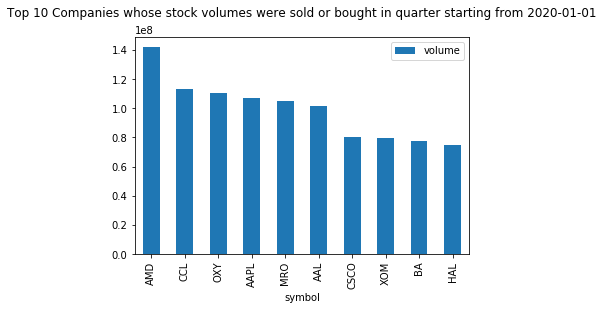 Top 10 Companies whose stock volumes were sold or bought in quarter starting from 2020-01-01
1e8
volume
1.4
1.2
1.0
0.8
0.6
0.4
0.2
0.0
AMD CCL OXY AAPL MRO AAL CSCO XOM BA HAL
symbol